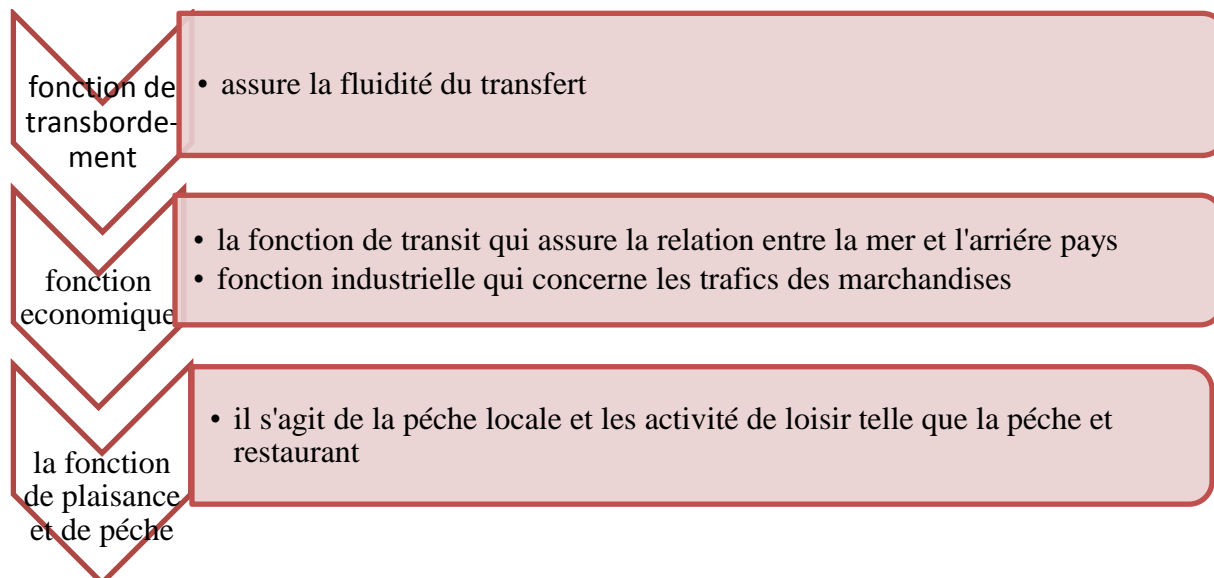 fonction de
transborde-
ment
• assure la fluidité du transfert
fonction
economique
• la fonction de transit qui assure la relation entre la mer et l'arriére pays
• fonction industrielle qui concerne les trafics des marchandises
la fonction
de plaisance
et de péche
• il s'agit de la péche locale et les activité de loisir telle que la péche et
restaurant